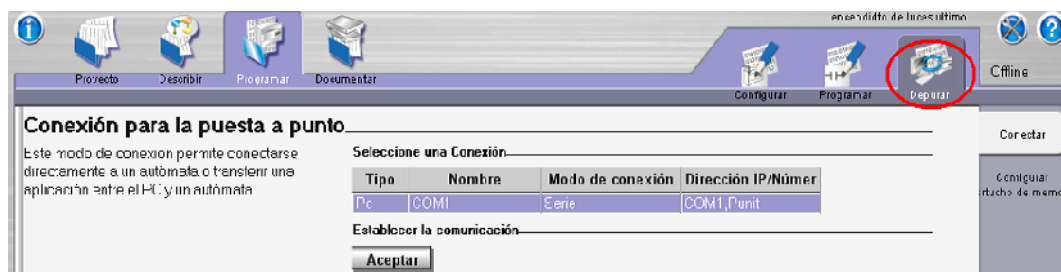 encendidto de luces ultimo
Proyecto
Describir
Programar
Documentar
Configurar
Programar
Depurar
Offline
Conectar
Configurar
Conexión para la puesta a punto
Este modo de conexion permite conectarse
directamente a un autómata o transferir una
aplicación entre el PC y un autómata
Seleccione una Conexión
Tipo Nombre Modo de conexión Dirección IP/Númer
Pc COM1 Serie COM1,Punit
Establecer la comunicación
Aceptar